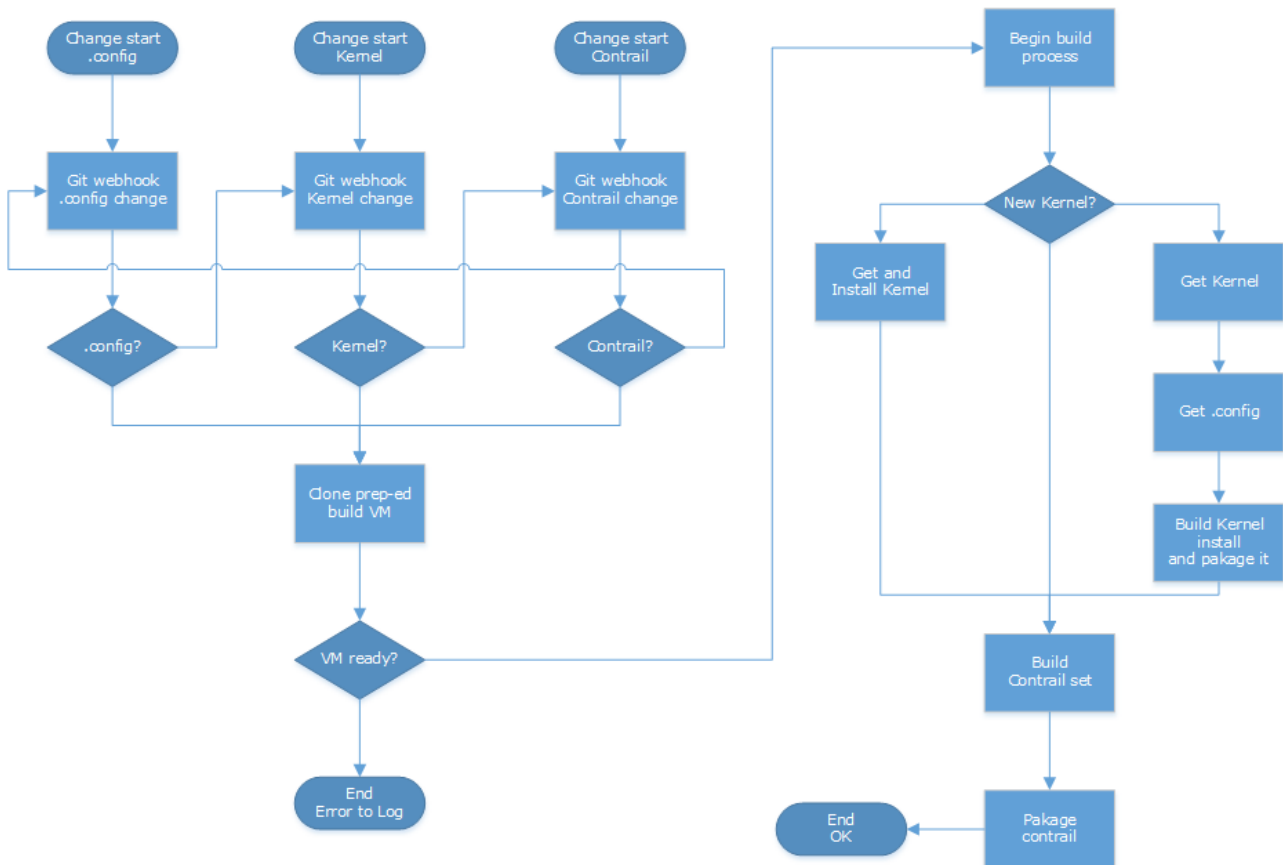 Change start
.config
Change start
Kernel
Change start
Contrail
Begin build
process
Git webhook
.config change
Git webhook
Kernel change
Git webhook
Contrail change
New Kernel?
Get and
Install Kernel
Get Kernel
.config?
Kernel?
Contrail?
Get .config
Clone prep-ed
build VM
Build Kernel
install
and pakage it
VM ready?
Build
Contrail set
End
Error to Log
End
OK
Pakage
contrail